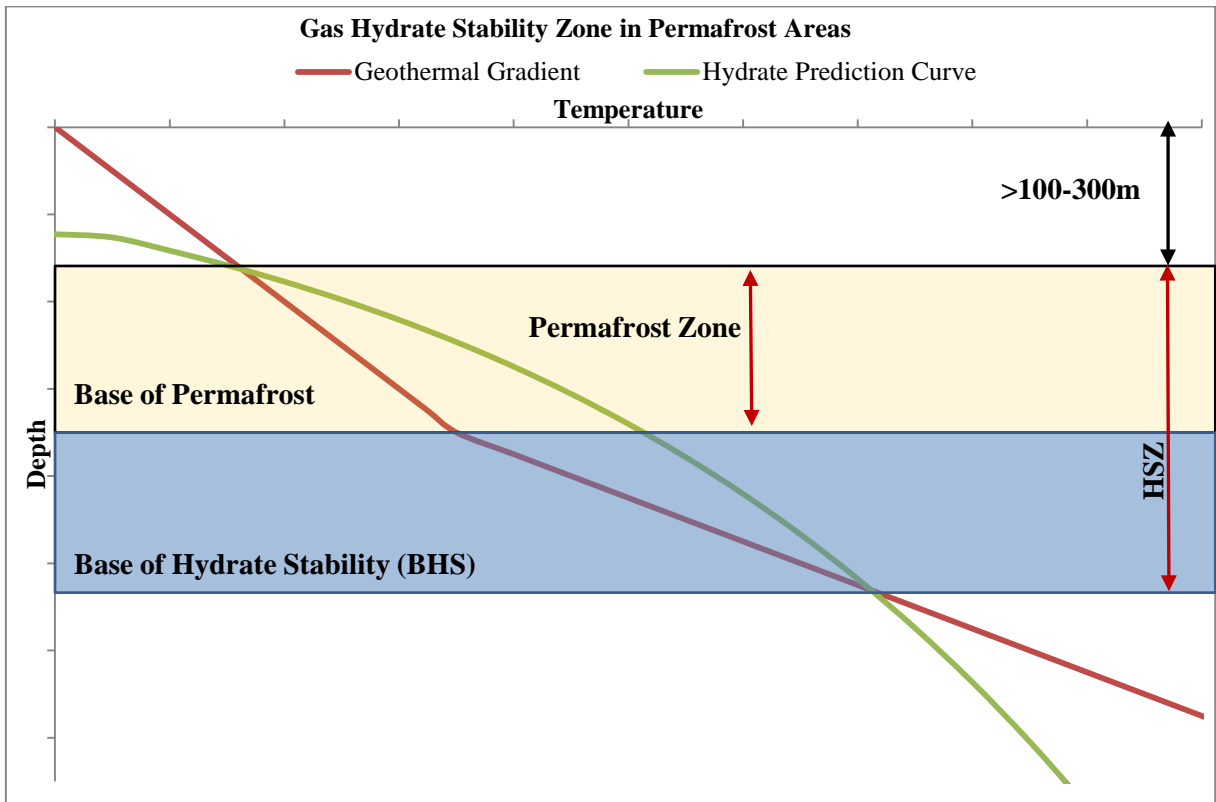 Gas Hydrate Stability Zone in Permafrost Areas
Geothermal Gradient
Hydrate Prediction Curve
Temperature
>100-300m
Permafrost Zone
Base of Permafrost
Depth
HSZ
Base of Hydrate Stability (BHS)